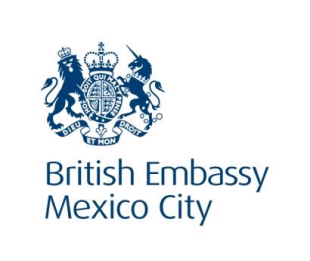 DIEU ET MON DROIT
British Embassy
Mexico City